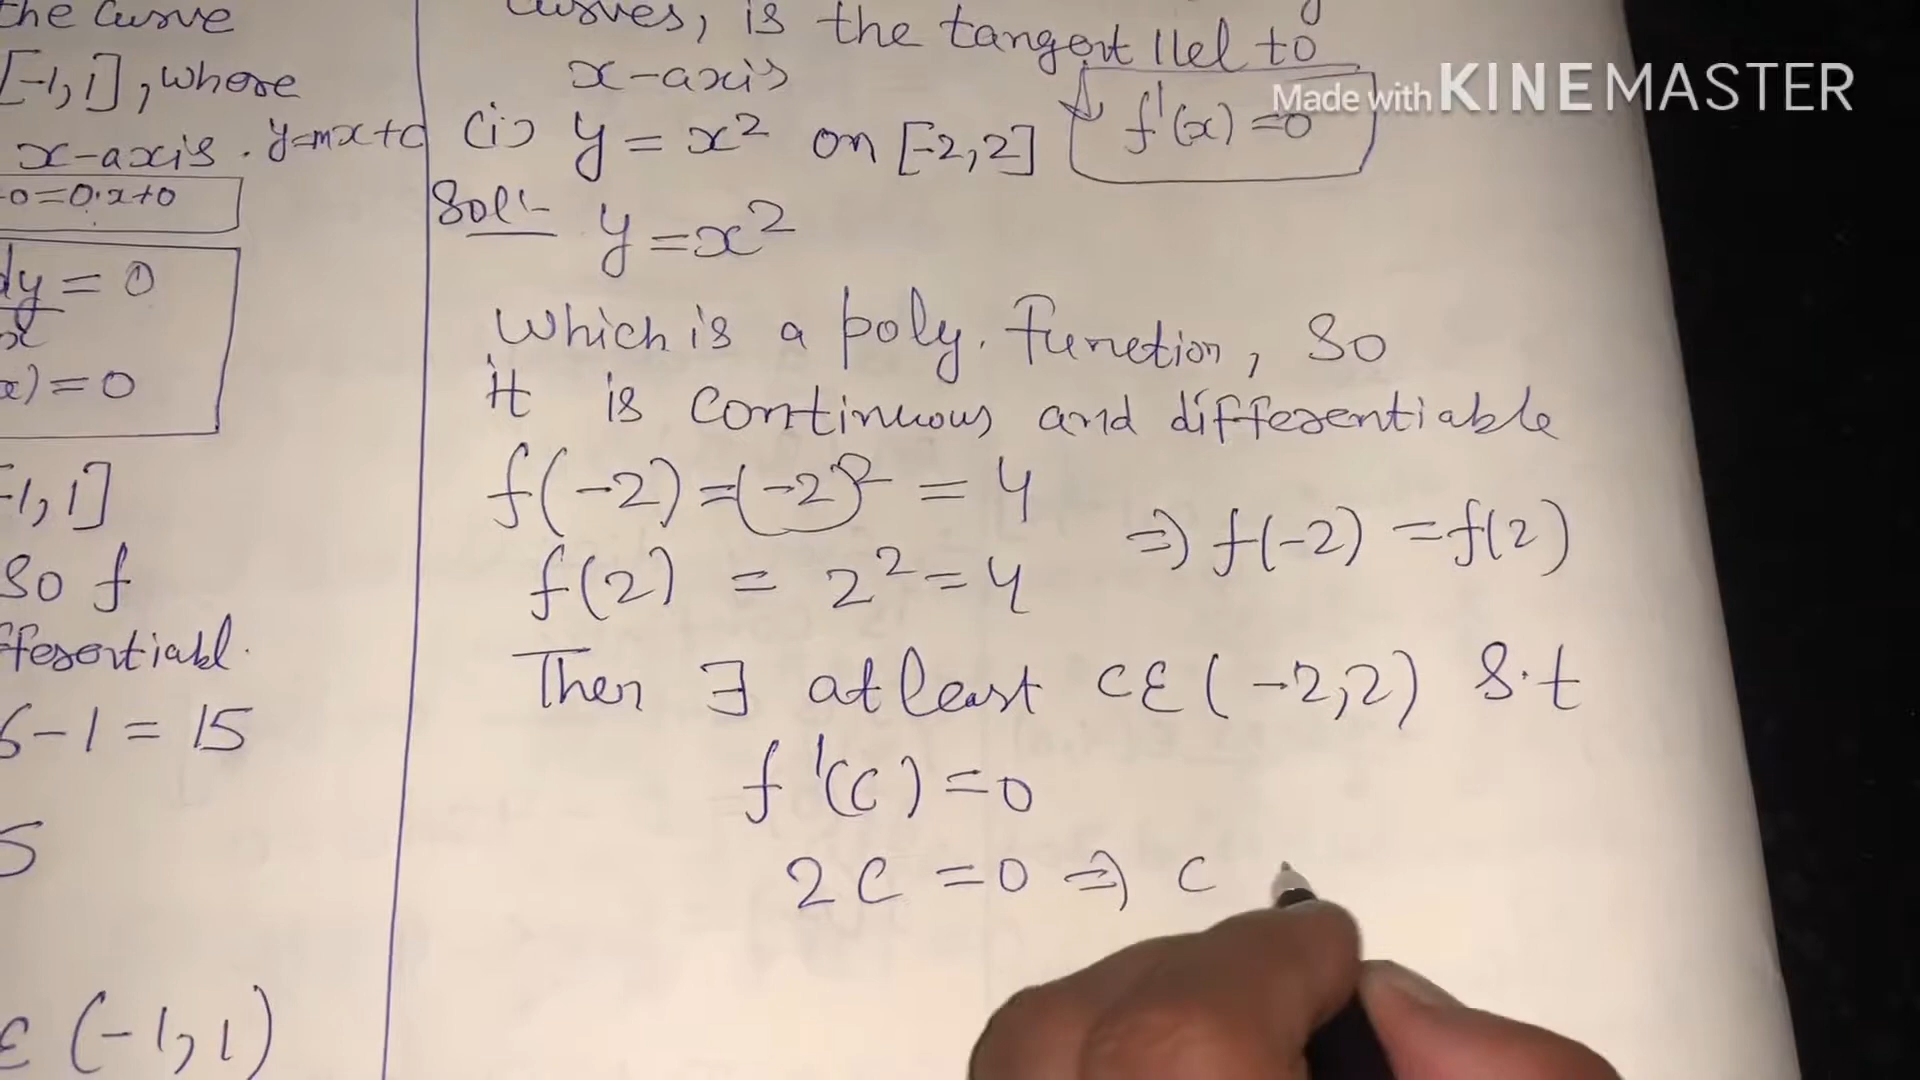 the curve
[-1,1], where
x-axis. y=mx+c
0=0.x+0
dy = 0
x
x)=0
-1,1]
So f
fferentiabl.
6-1 = 15
5
ε (-1,1)
curves, is the tangent llel to
x-axis
(i) y = x² on [-2,2] f'(x) =0
Sol:- y=x²
Which is a poly. function, So
it is continuous and differentiable
f(-2) =(-2)² = 4
f(2) = 2²=4
⇒ f(-2) =f(2)
Then ∃ atleast cε(-2,2) S.t
f'(c)=0
2c =0 ⇒ c
Made with KINEMASTER